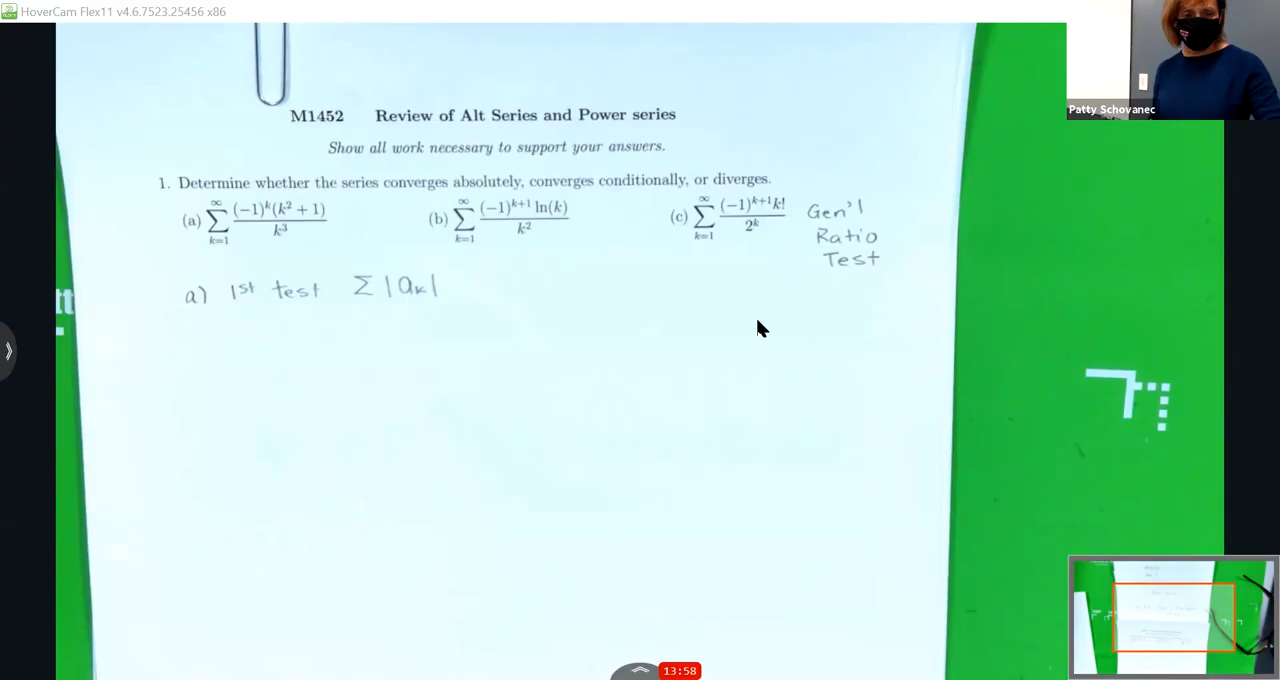 HoverCam Flex11 v4.6.7523.25456 x86
Patty Schovanec
M1452 Review of Alt Series and Power series
Show all work necessary to support your answers.
1. Determine whether the series converges absolutely, converges conditionally, or diverges.
(a) ∑_{k=1}^{∞} (−1)^k(k^2 + 1) / k^3 (b) ∑_{k=1}^{∞} (−1)^{k+1} ln(k) / k^2 (c) ∑_{k=1}^{∞} (−1)^{k+1}k! / 2^k
Gen'l
Ratio
Test
a) 1st test Σ |a_k|
13:58